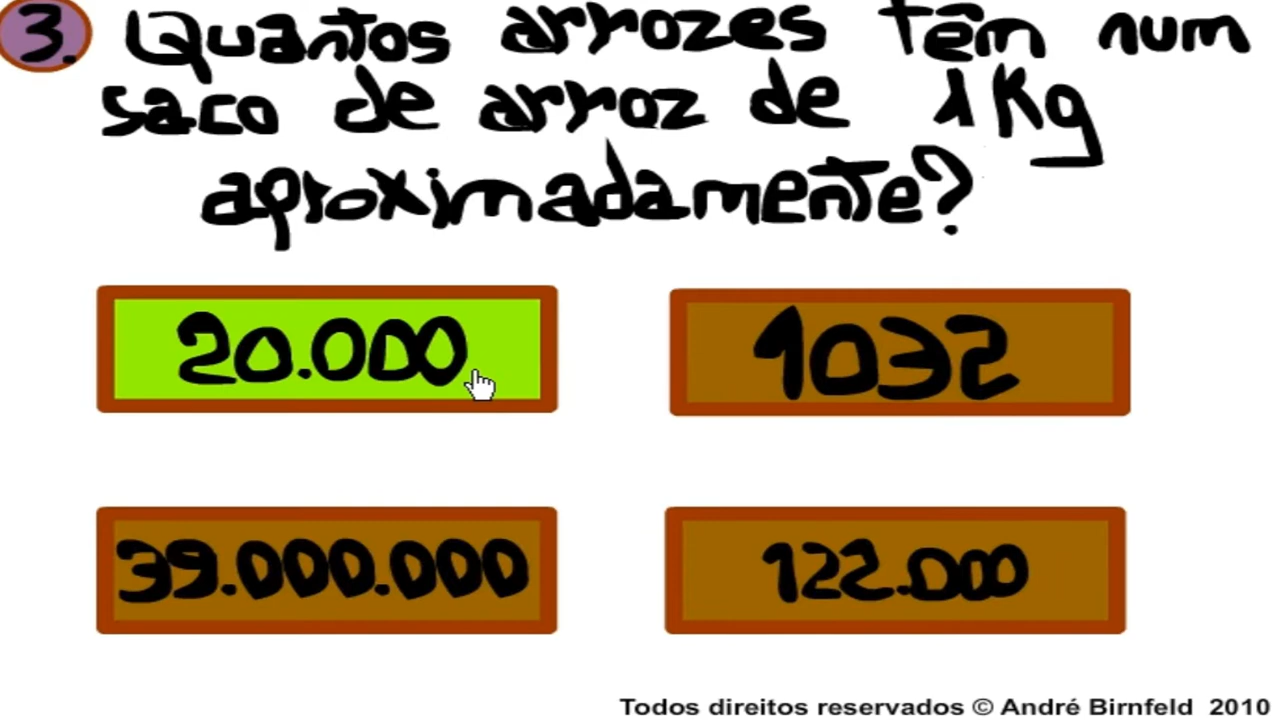 3. Quantos arrozes têm num
saco de arroz de 1Kg
aproximadamente?
20.000
1032
39.000.000
122.000
Todos direitos reservados © André Birnfeld 2010